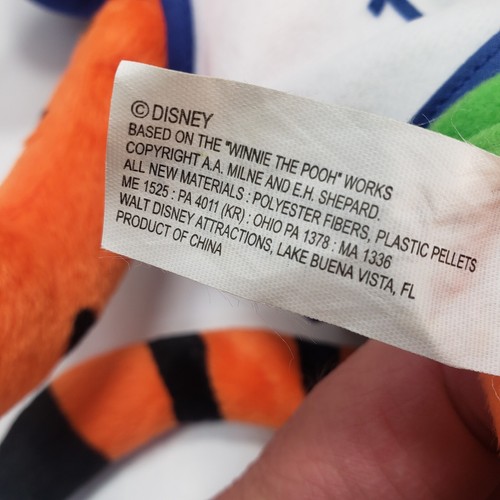 © DISNEY
BASED ON THE "WINNIE THE POOH" WORKS
COPYRIGHT A.A. MILNE AND E.H. SHEPARD.
ALL NEW MATERIALS : POLYESTER FIBERS, PLASTIC PELLETS
ME 1525 : PA 4011 (KR) : OHIO PA 1378 : MA 1336
WALT DISNEY ATTRACTIONS, LAKE BUENA VISTA, FL
PRODUCT OF CHINA